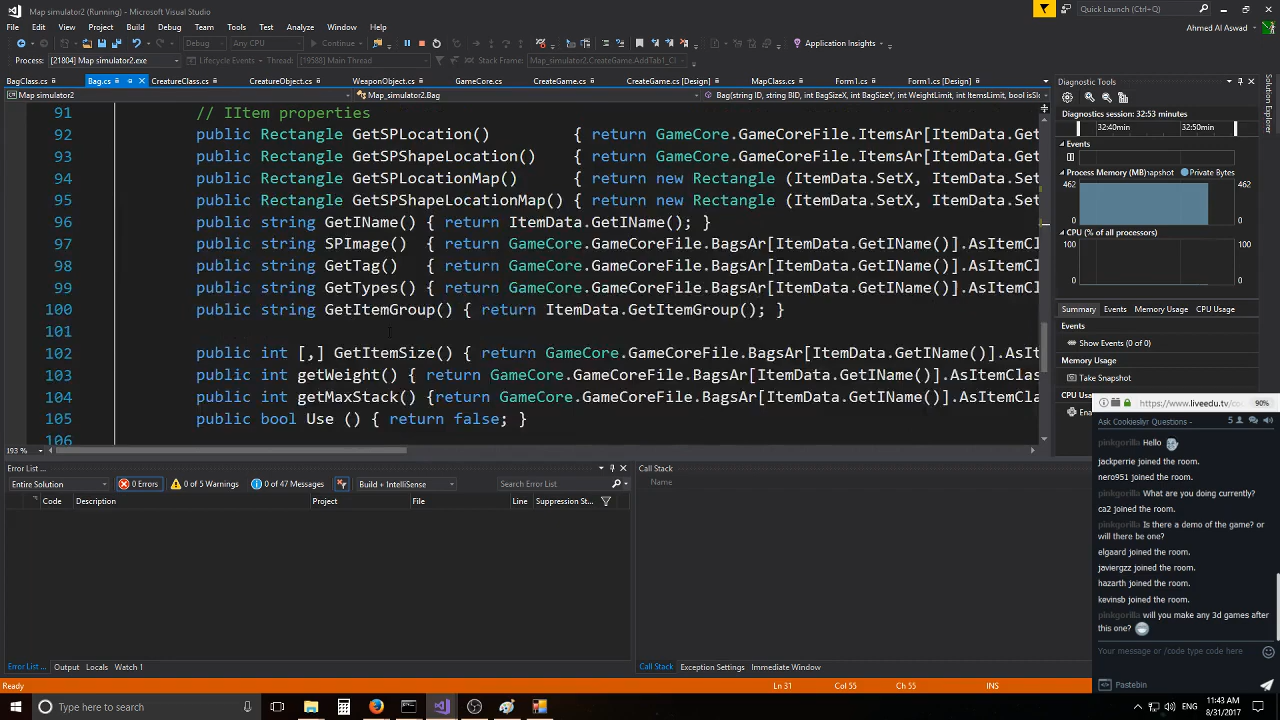 Map simulator2 - Microsoft Visual Studio
Quick Launch (Ctrl+Q)
File Edit View Project Build Debug Team Tools Architecture Test Analyze Window Help
Ahmed Al Aswad
Debug Any CPU Continue Application Insights
Process: [21804] Map simulator2.exe Lifecycle Events Thread: [19588] Main Thread Stack Frame: Map_simulator2.CreateGame.AddTab1_C
BagClass.cs Bag.cs CreatureClass.cs CreatureObject.cs WeaponObject.cs GameCore.cs CreateGame.cs CreateGame.cs [Design] MapClass.cs Form1.cs Form1.cs [Design]
Map simulator2 Map_simulator2.Bag Bag(string ID, string BID, int BagSizeX, int BagSizeY, int WeightLimit, int ItemsLimit, bool isSl
91 // IItem properties
92 public Rectangle GetSPLocation() { return GameCore.GameCoreFile.ItemsAr[ItemData.Get
93 public Rectangle GetSPShapeLocation() { return GameCore.GameCoreFile.ItemsAr[ItemData.Get
94 public Rectangle GetSPLocationMap() { return new Rectangle (ItemData.SetX, ItemData.SetY,
95 public Rectangle GetSPShapeLocationMap() { return new Rectangle (ItemData.SetX, ItemData.SetY,
96 public string GetIName() { return ItemData.GetIName(); }
97 public string SPImage() { return GameCore.GameCoreFile.BagsAr[ItemData.GetIName()].AsItemCl
98 public string GetTag() { return GameCore.GameCoreFile.BagsAr[ItemData.GetIName()].AsItemCl
99 public string GetTypes() { return GameCore.GameCoreFile.BagsAr[ItemData.GetIName()].AsItemCl
100 public string GetItemGroup() { return ItemData.GetItemGroup(); }
101
102 public int [,] GetItemSize() { return GameCore.GameCoreFile.BagsAr[ItemData.GetIName()].AsIt
103 public int getWeight() { return GameCore.GameCoreFile.BagsAr[ItemData.GetIName()].AsItemClas
104 public int getMaxStack() {return GameCore.GameCoreFile.BagsAr[ItemData.GetIName()].AsItemCla
105 public bool Use () { return false; }
106
193 %
Diagnostic Tools
Diagnostics session: 32:53 minutes
32:40min 32:50min
Events
Process Memory (MB) Snapshot Private Bytes
462 462
0 0
CPU (% of all processors)
100 100
0 0
Summary Events Memory Usage CPU Usage
Events
Show Events (0 of 0)
Memory Usage
Take Snapshot
CPU Us
Solution Explorer
Error List ...
Entire Solution 0 Errors 0 of 5 Warnings 0 of 47 Messages Build + IntelliSense Search Error List
Code Description Project File Line Suppression St...
Call Stack
Name
https://www.liveedu.tv/co 90%
Ask Cookiesliyr Questions - 5
pinkgorilla Hello
jackperrie joined the room.
nero951 joined the room.
pinkgorilla What are you doing currently?
ca2 joined the room.
pinkgorilla Is there a demo of the game? or
will there be one?
elgaard joined the room.
javiergzz joined the room.
hazarth joined the room.
kevinsb joined the room.
pinkgorilla will you make any 3d games after
this one?
Your message or /code type code here
Pastebin
Error List ... Output Locals Watch 1
Call Stack Exception Settings Immediate Window
Ready Ln 31 Col 55 Ch 55 INS
Type here to search
ENG 11:43 AM
8/31/2017